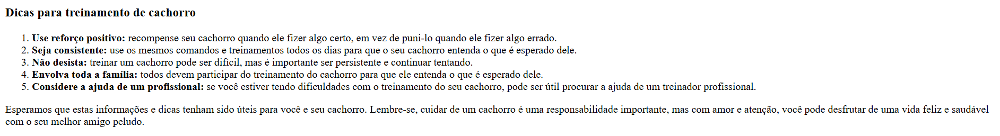 Dicas para treinamento de cachorro
1. Use reforço positivo: recompense seu cachorro quando ele fizer algo certo, em vez de puni-lo quando ele fizer algo errado.
2. Seja consistente: use os mesmos comandos e treinamentos todos os dias para que o seu cachorro entenda o que é esperado dele.
3. Não desista: treinar um cachorro pode ser difícil, mas é importante ser persistente e continuar tentando.
4. Envolva toda a família: todos devem participar do treinamento do cachorro para que ele entenda o que é esperado dele.
5. Considere a ajuda de um profissional: se você estiver tendo dificuldades com o treinamento do seu cachorro, pode ser útil procurar a ajuda de um treinador profissional.
Esperamos que estas informações e dicas tenham sido úteis para você e seu cachorro. Lembre-se, cuidar de um cachorro é uma responsabilidade importante, mas com amor e atenção, você pode desfrutar de uma vida feliz e saudável
com o seu melhor amigo peludo.